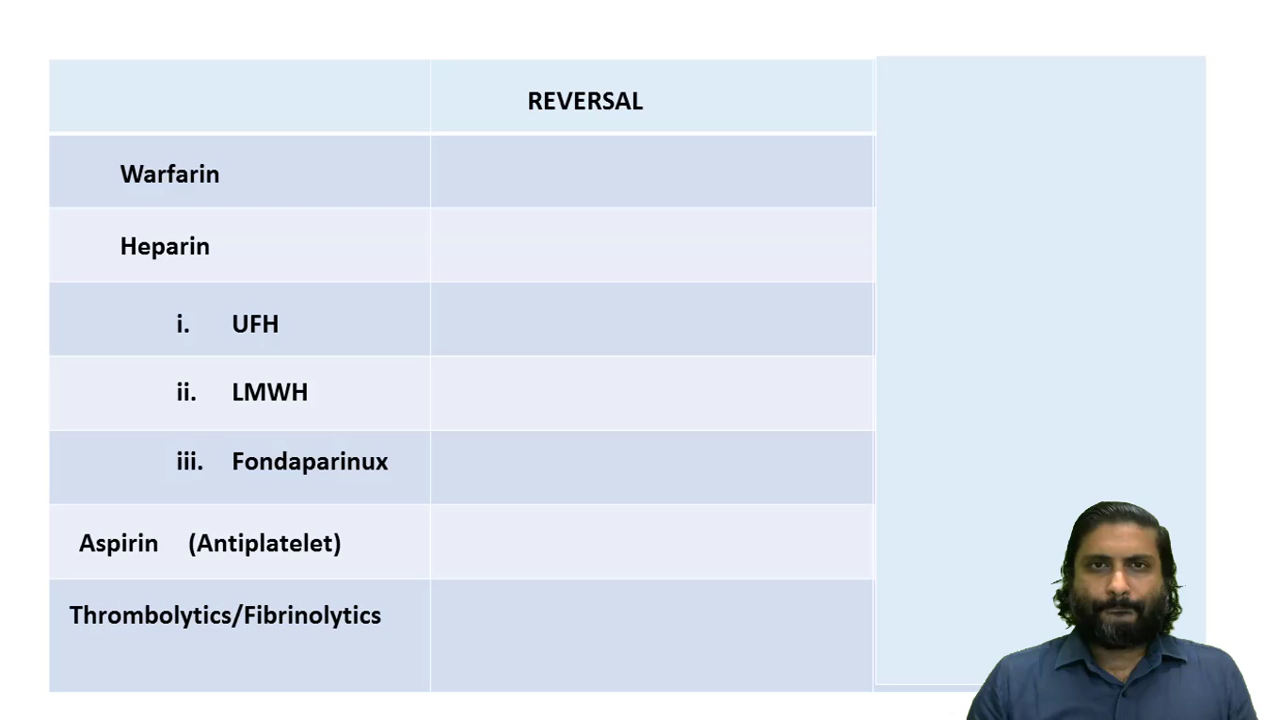 REVERSAL
Warfarin
Heparin
i. UFH
ii. LMWH
iii. Fondaparinux
Aspirin (Antiplatelet)
Thrombolytics/Fibrinolytics